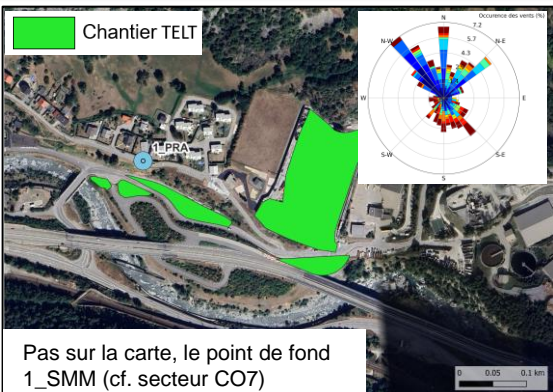 Chantier TELT
Occurence des vents (%)
N
7.2
5.7
4.3
N-W
N-E
W
E
S-W
S-E
S
1_PRA
Pas sur la carte, le point de fond
1_SMM (cf. secteur CO7)
0 0.05 0.1 km